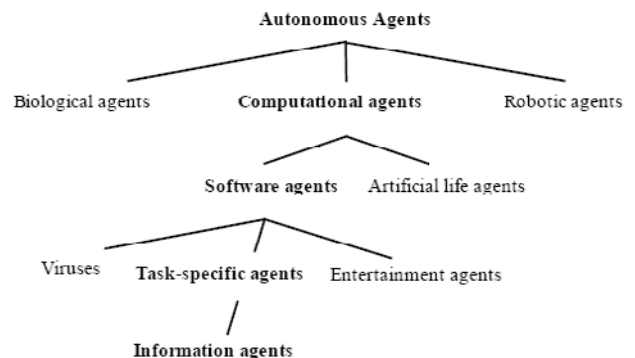 Autonomous Agents
Biological agents
Computational agents
Robotic agents
Software agents
Artificial life agents
Viruses
Task-specific agents
Entertainment agents
Information agents